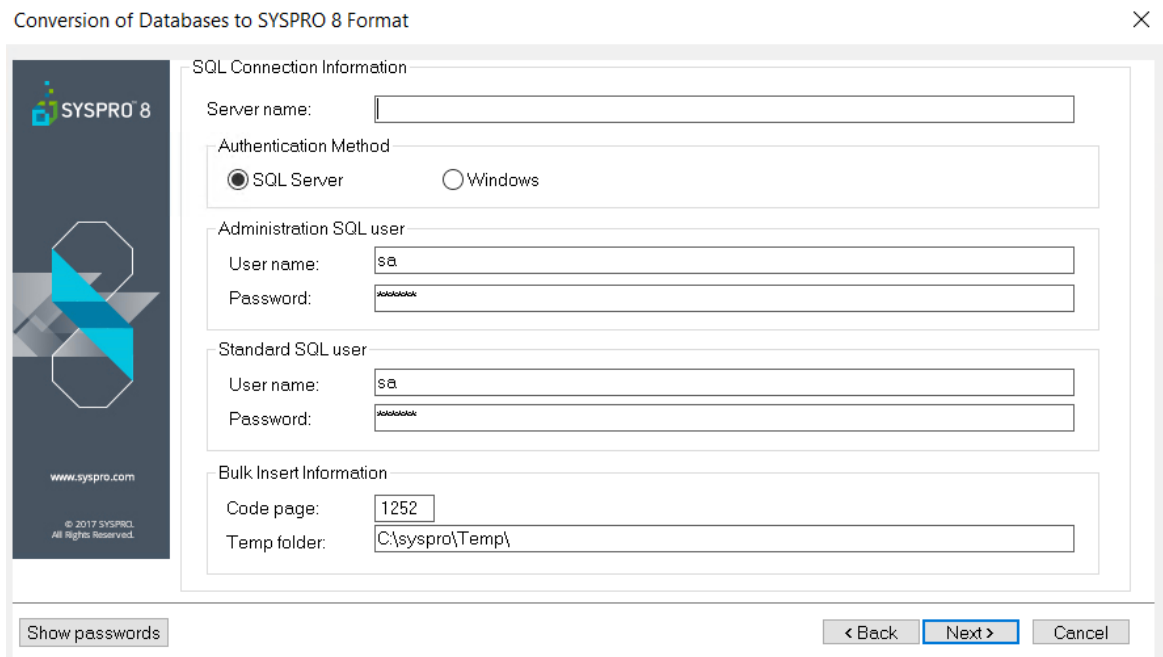 Conversion of Databases to SYSPRO 8 Format
SYSPRO™ 8
www.syspro.com
© 2017 SYSPRO.
All Rights Reserved.
SQL Connection Information
Server name:
Authentication Method
SQL Server Windows
Administration SQL user
User name: sa
Password: *******
Standard SQL user
User name: sa
Password: *******
Bulk Insert Information
Code page: 1252
Temp folder: C:\syspro\Temp\
Show passwords < Back Next > Cancel